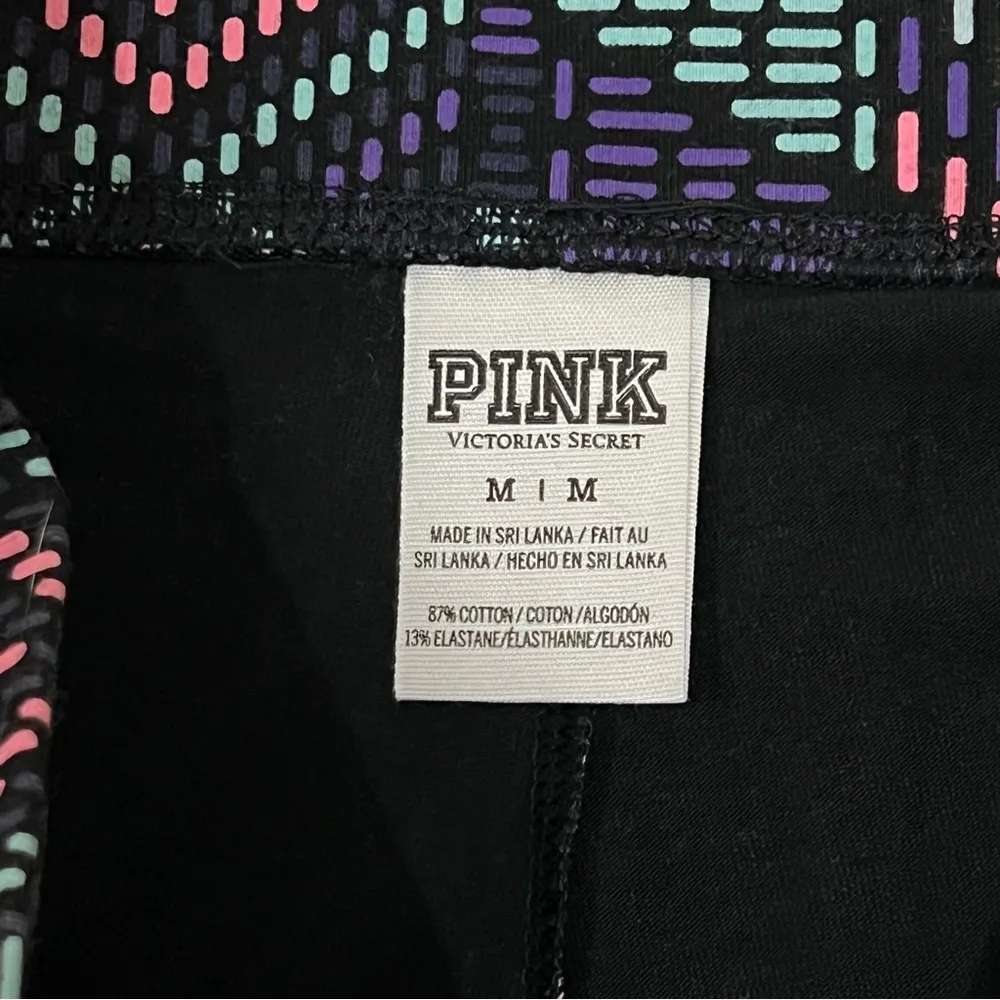 PINK
VICTORIA'S SECRET
M | M
MADE IN SRI LANKA / FAIT AU
SRI LANKA / HECHO EN SRI LANKA
87% COTTON / COTON / ALGODÓN
13% ELASTANE/ÉLASTHANNE/ELASTANO